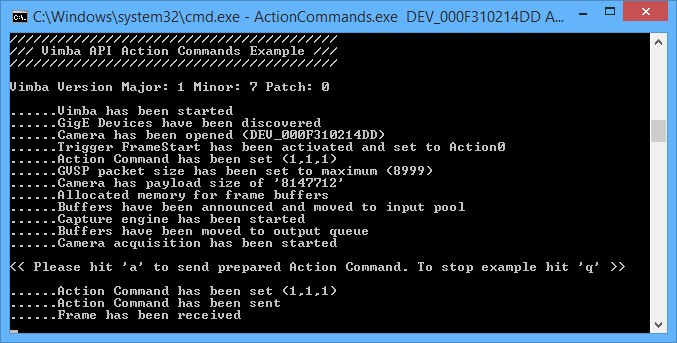 C:\Windows\system32\cmd.exe - ActionCommands.exe  DEV_000F310214DD A...
/////////////////////////////////////////
/// Vimba API Action Commands Example ///
/////////////////////////////////////////
Vimba Version Major: 1 Minor: 7 Patch: 0
......Vimba has been started
......GigE Devices have been discovered
......Camera has been opened (DEV_000F310214DD)
......Trigger FrameStart has been activated and set to Action0
......Action Command has been set (1,1,1)
......GVSP packet size has been set to maximum (8999)
......Camera has payload size of '8147712'
......Allocated memory for frame buffers
......Buffers have been announced and moved to input pool
......Capture engine has been started
......Buffers have been moved to output queue
......Camera acquisition has been started
<< Please hit 'a' to send prepared Action Command. To stop example hit 'q' >>
......Action Command has been set (1,1,1)
......Action Command has been sent
......Frame has been received